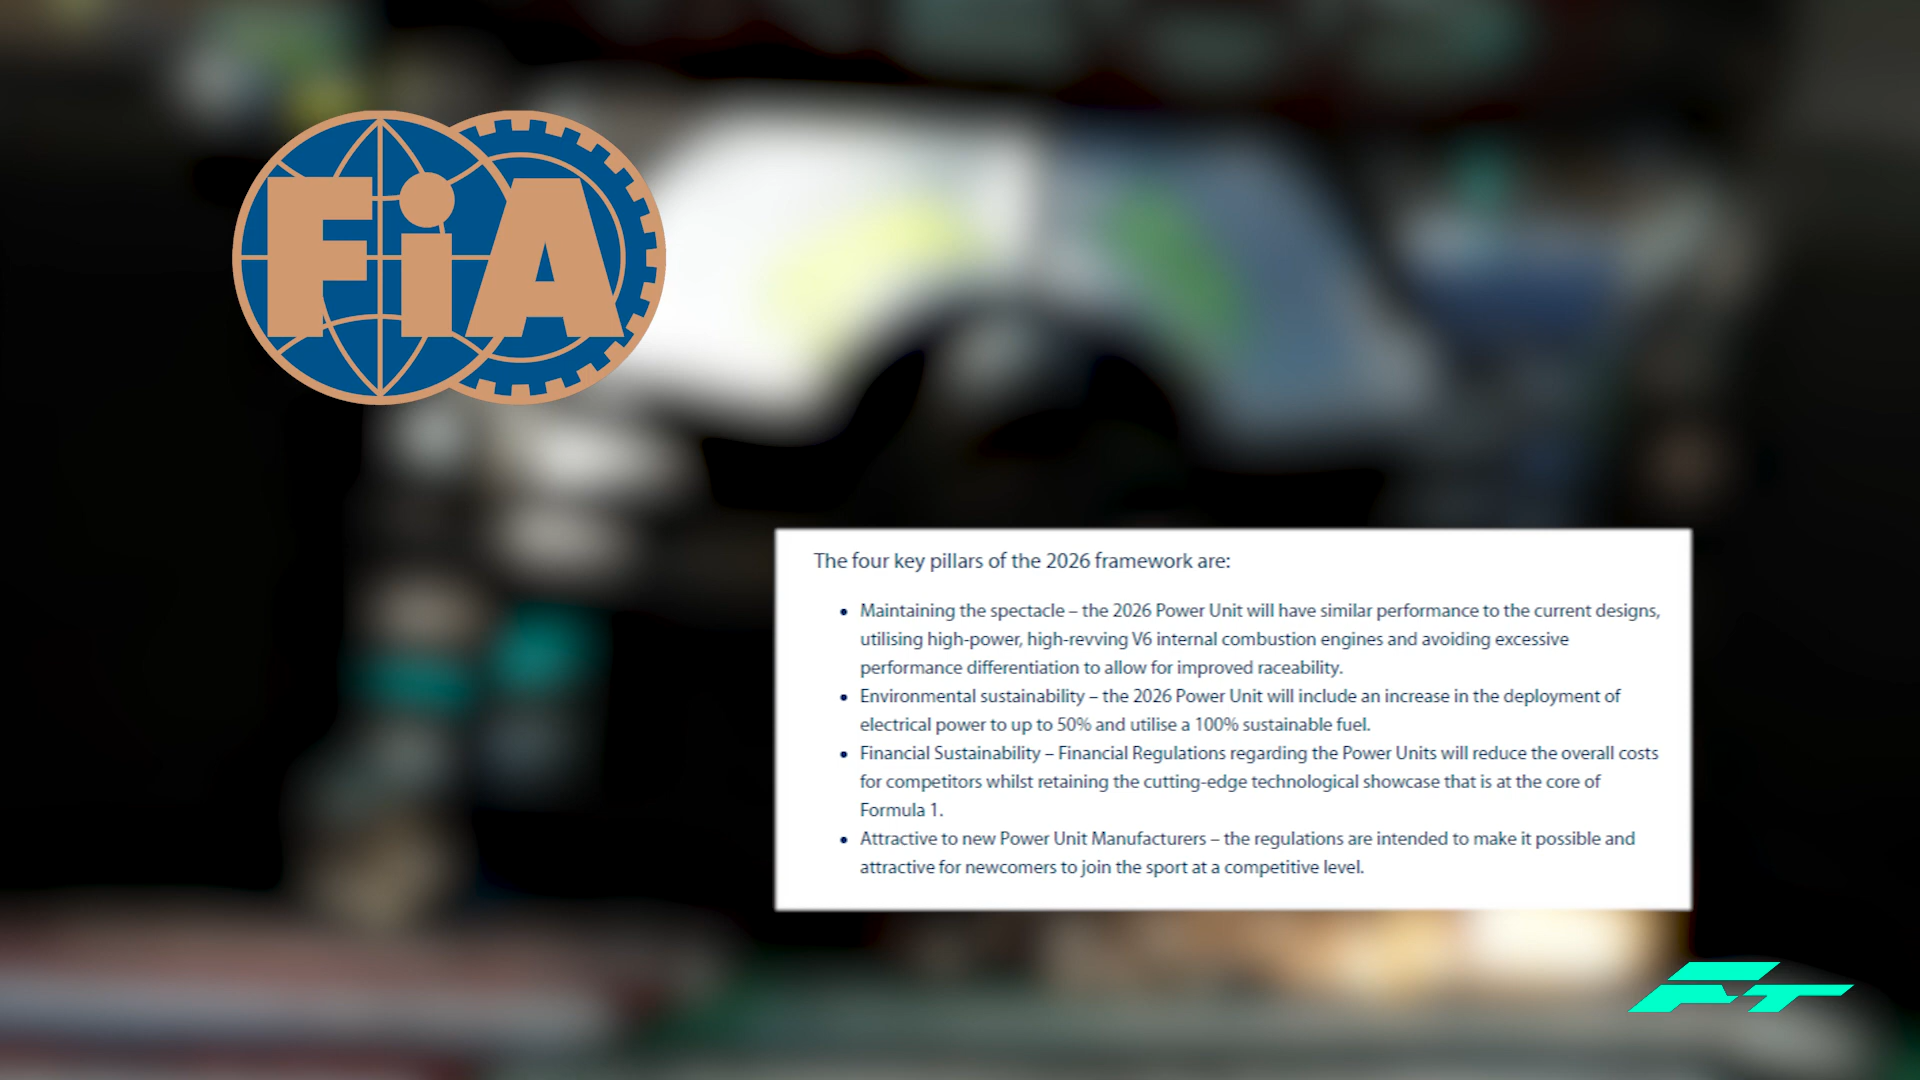 FiA
The four key pillars of the 2026 framework are:
• Maintaining the spectacle – the 2026 Power Unit will have similar performance to the current designs,
utilising high-power, high-revving V6 internal combustion engines and avoiding excessive
performance differentiation to allow for improved raceability.
• Environmental sustainability – the 2026 Power Unit will include an increase in the deployment of
electrical power to up to 50% and utilise a 100% sustainable fuel.
• Financial Sustainability – Financial Regulations regarding the Power Units will reduce the overall costs
for competitors whilst retaining the cutting-edge technological showcase that is at the core of
Formula 1.
• Attractive to new Power Unit Manufacturers – the regulations are intended to make it possible and
attractive for newcomers to join the sport at a competitive level.
FT